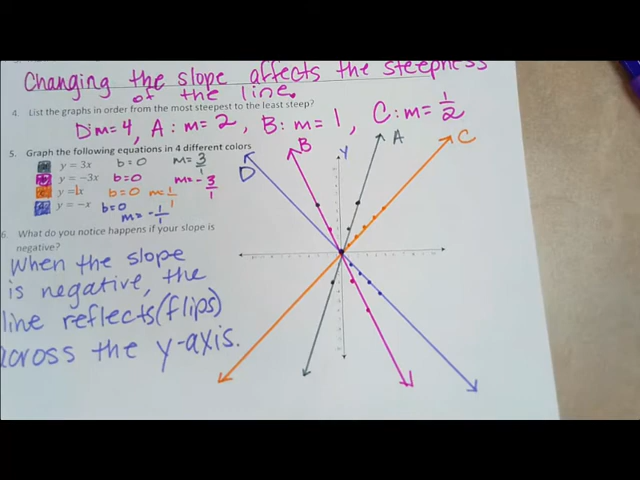 Changing the slope affects the steepness
of the line.
4. List the graphs in order from the most steepest to the least steep?
D: m=4, A: m=2, B: m=1, C: m=1/2
5. Graph the following equations in 4 different colors
y = 3x b=0 m=3/1
y = -3x b=0 m=-3/1
y = 1x b=0 m=1/1
y = -x b=0
m=-1/1
6. What do you notice happens if your slope is
negative?
When the slope
is negative, the
line reflects (flips)
across the y-axis.
D
B
Y
A
C